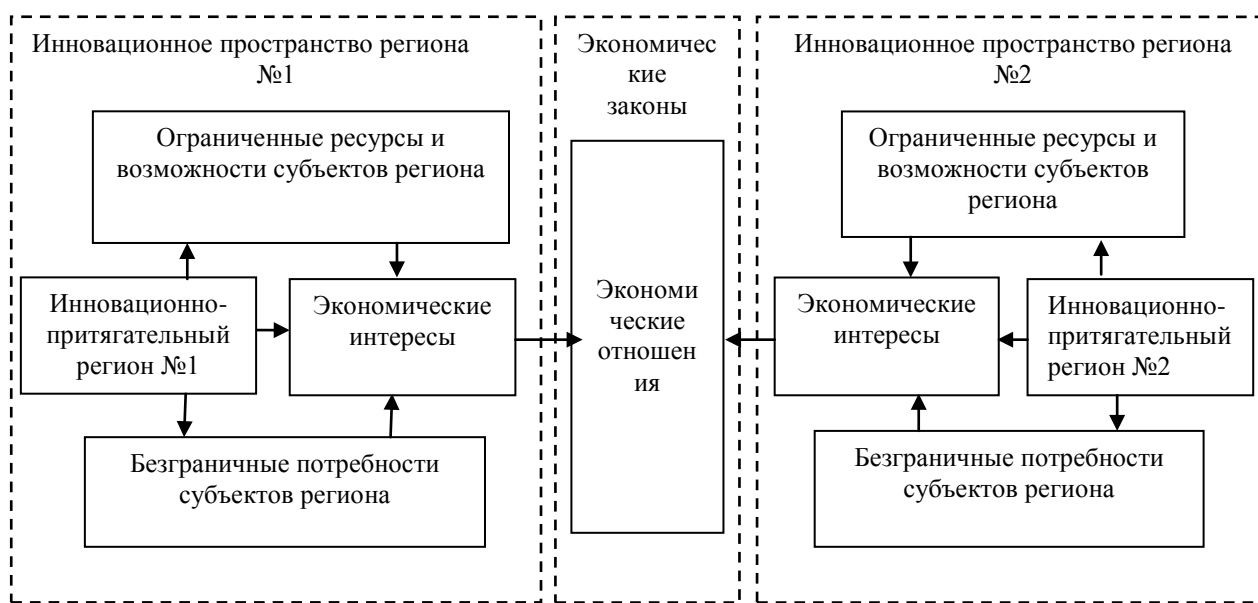 Инновационное пространство региона
№1
Ограниченные ресурсы и
возможности субъектов региона
Инновационно-
притягательный
регион №1
Экономические
интересы
Безграничные потребности
субъектов региона
Экономичес
кие
законы
Экономи
ческие
отношен
ия
Инновационное пространство региона
№2
Ограниченные ресурсы и
возможности субъектов
региона
Экономические
интересы
Инновационно-
притягательный
регион №2
Безграничные потребности
субъектов региона